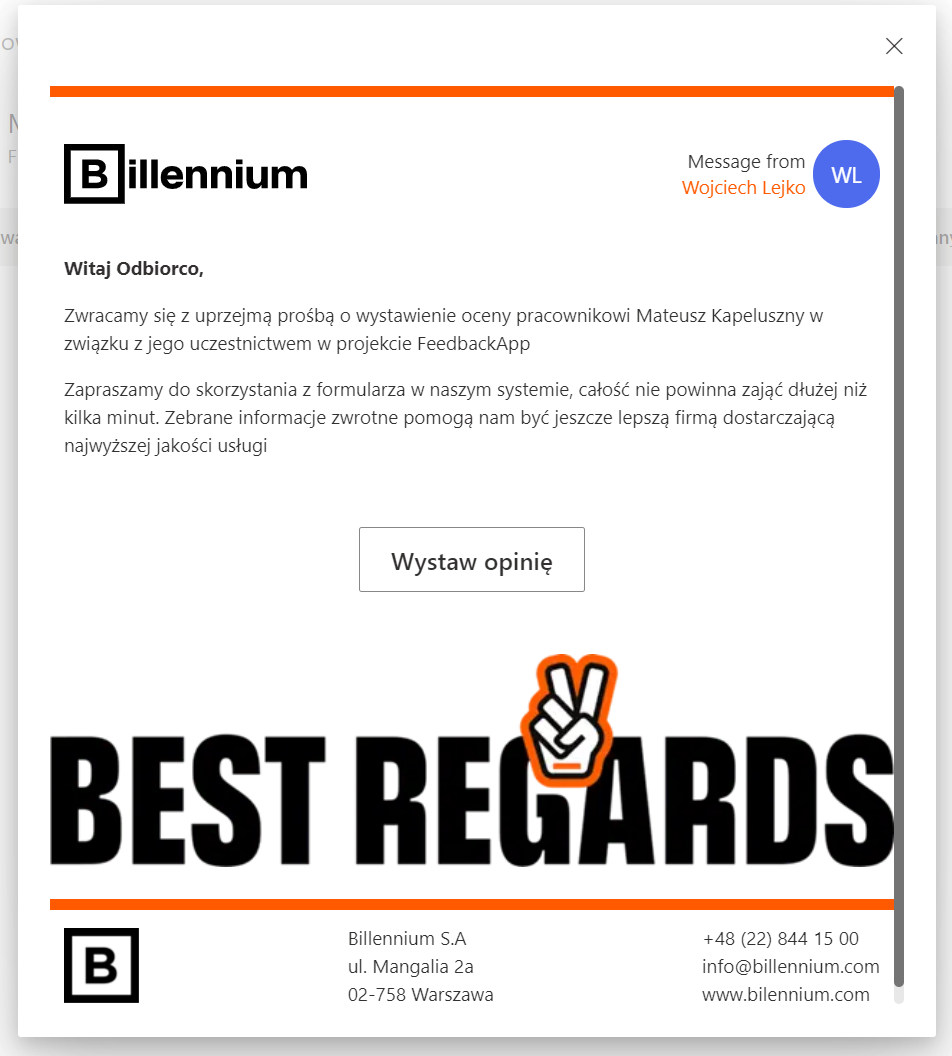 Billennium
Message from
Wojciech Lejko
WL
Witaj Odbiorco,
Zwracamy się z uprzejmą prośbą o wystawienie oceny pracownikowi Mateusz Kapeluszny w
związku z jego uczestnictwem w projekcie FeedbackApp
Zapraszamy do skorzystania z formularza w naszym systemie, całość nie powinna zająć dłużej niż
kilka minut. Zebrane informacje zwrotne pomogą nam być jeszcze lepszą firmą dostarczającą
najwyższej jakości usługi
Wystaw opinię
BEST REGARDS
B
Billennium S.A
ul. Mangalia 2a
02-758 Warszawa
+48 (22) 844 15 00
info@billennium.com
www.bilennium.com